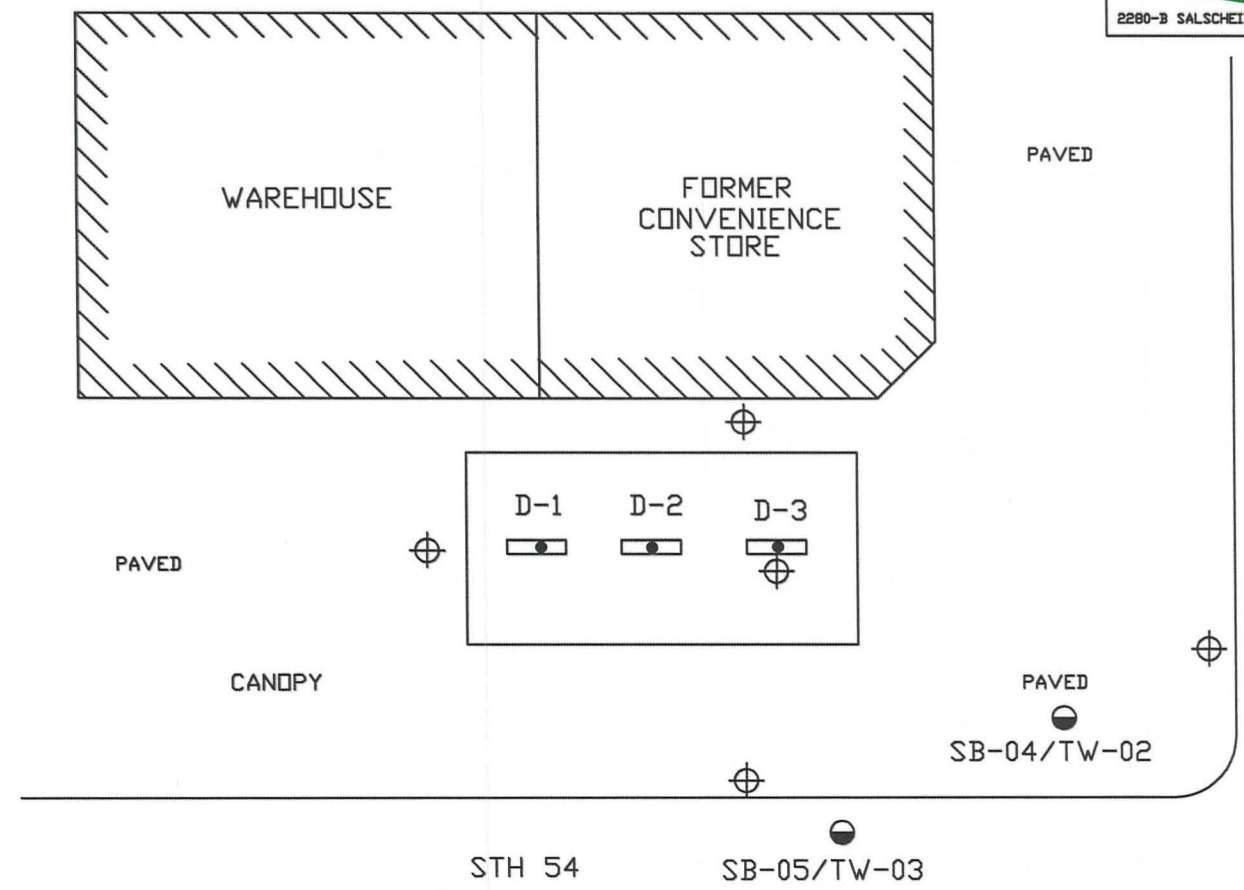 2280-B
PAVED
WAREHOUSE
FORMER
CONVENIENCE
STORE
D-1
D-2
D-3
PAVED
CANOPY
PAVED
SB-04/TW-02
STH 54
SB-05/TW-03